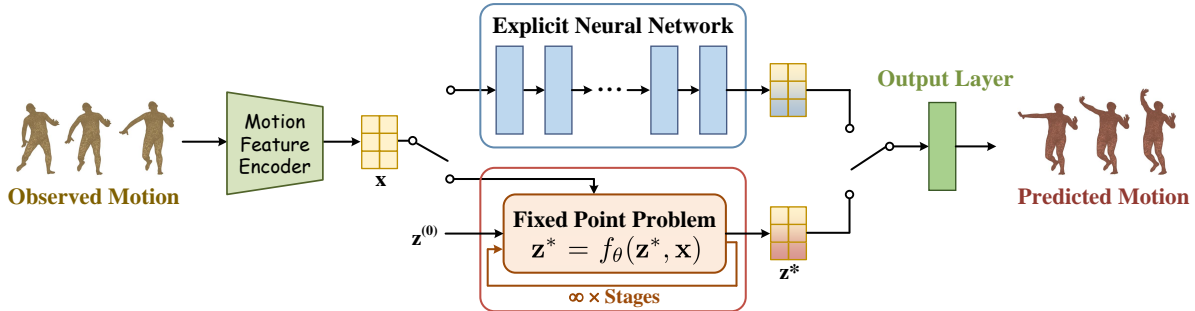 Explicit Neural Network
...
Output Layer
Motion
Feature
Encoder
x
Observed Motion
Predicted Motion
z⁽⁰⁾
Fixed Point Problem
z* = f_θ(z*, x)
z*
∞ × Stages